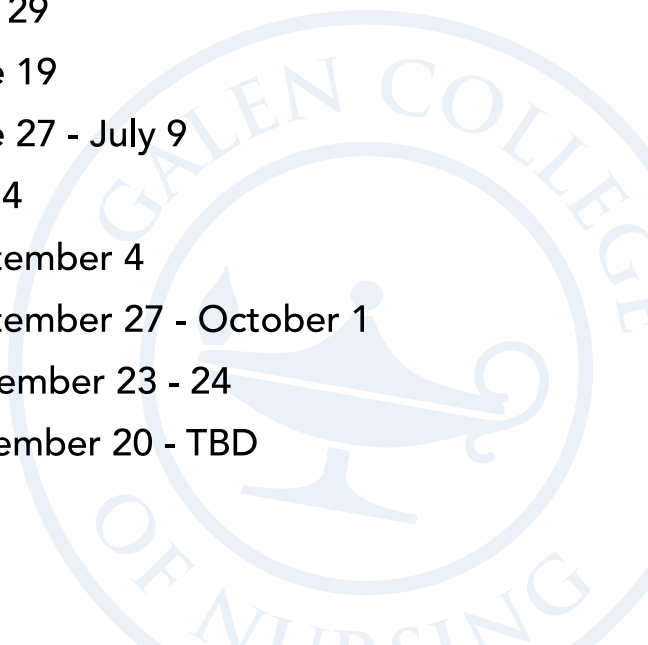 29
e 19
e 27 - July 9
4
tember 4
tember 27 - October 1
ember 23 - 24
ember 20 - TBD
GALEN COLLEGE
OF NURSING